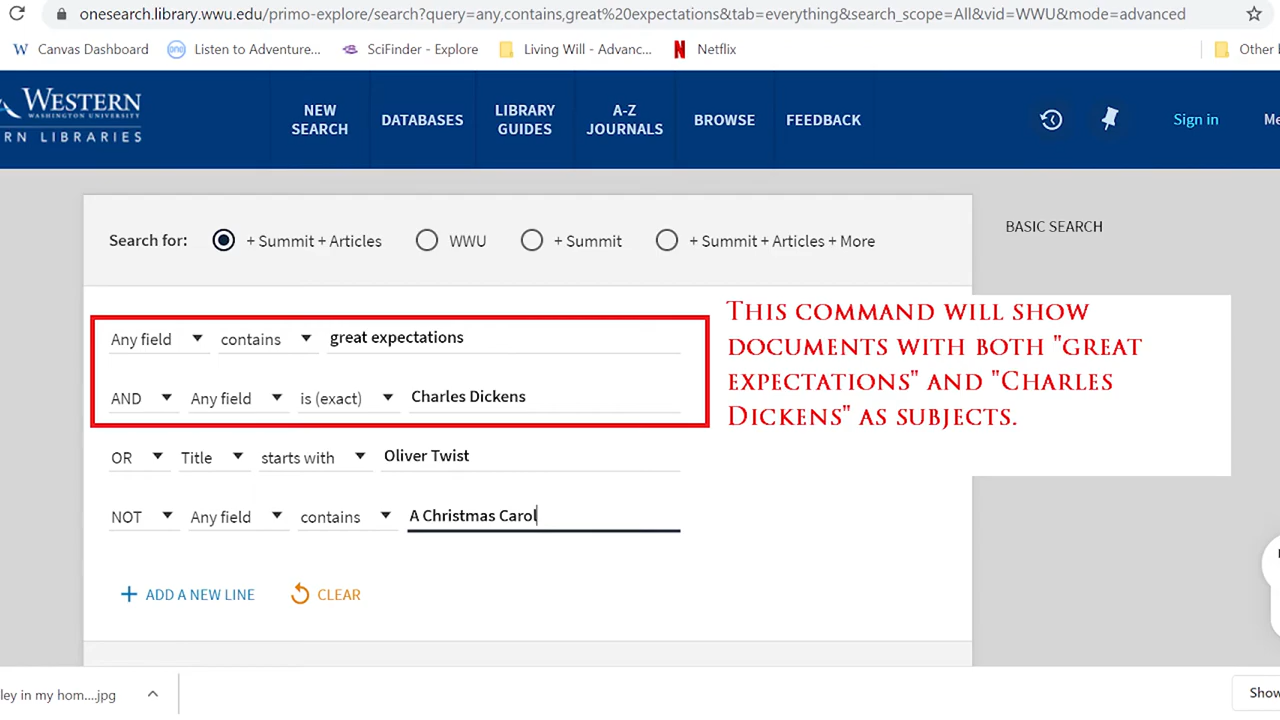 onesearch.library.wwu.edu/primo-explore/search?query=any,contains,great%20expectations&tab=everything&search_scope=All&vid=WWU&mode=advanced
W Canvas Dashboard one Listen to Adventure... SciFinder - Explore Living Will - Advanc... N Netflix Other
WESTERN
WASHINGTON UNIVERSITY
RN LIBRARIES
NEW SEARCH
DATABASES
LIBRARY GUIDES
A-Z JOURNALS
BROWSE
FEEDBACK
Sign in
Me
Search for: + Summit + Articles WWU + Summit + Summit + Articles + More
BASIC SEARCH
Any field contains great expectations
AND Any field is (exact) Charles Dickens
OR Title starts with Oliver Twist
NOT Any field contains A Christmas Carol
This command will show
documents with both "great
expectations" and "Charles
Dickens" as subjects.
+ ADD A NEW LINE CLEAR
ley in my hom....jpg
Show